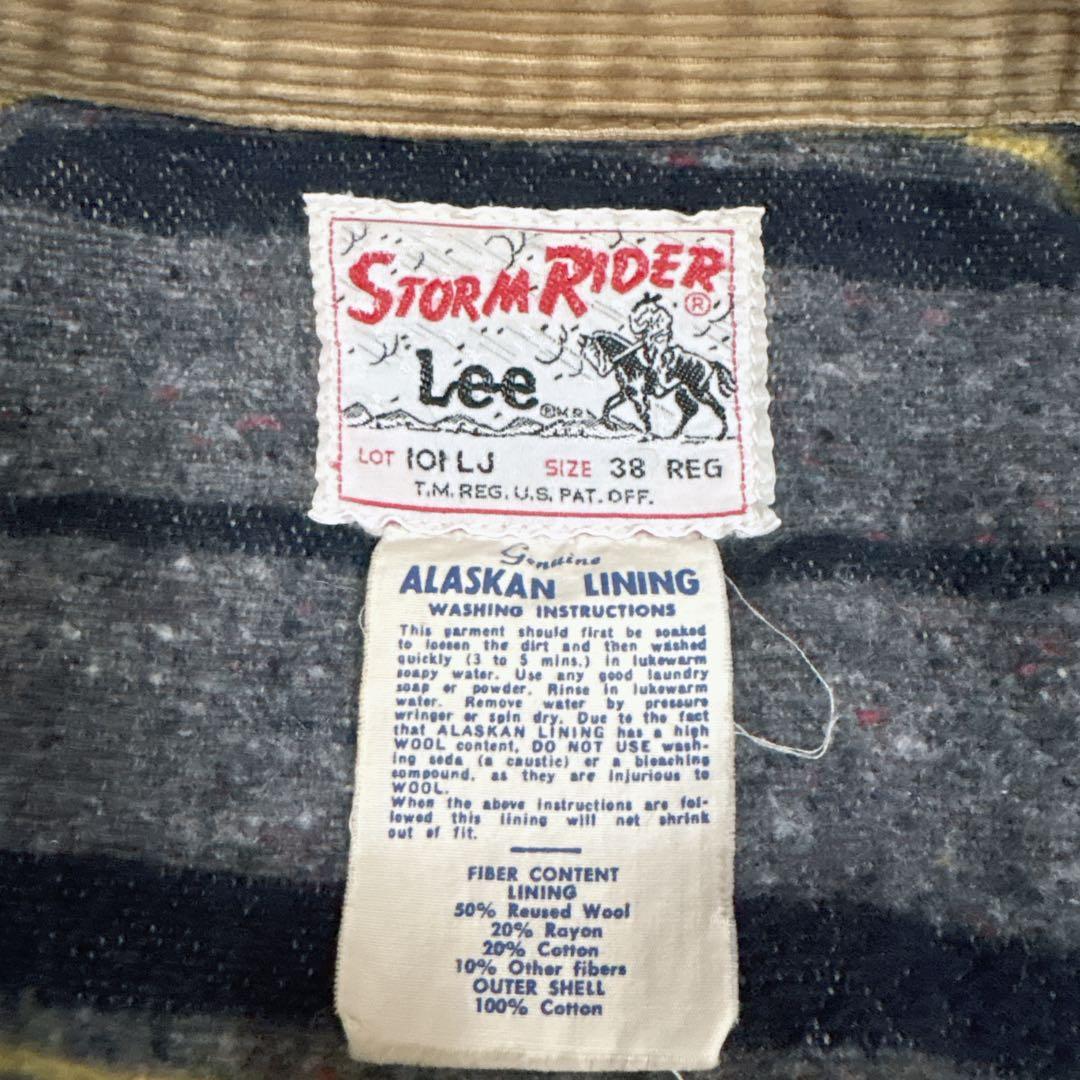 STORM RIDER ®
Lee ®M.R.
LOT 101 LJ SIZE 38 REG
T.M. REG. U.S. PAT. OFF.
Genuine
ALASKAN LINING
WASHING INSTRUCTIONS
This garment should first be soaked
to loosen the dirt and then washed
quickly (3 to 5 mins.) in lukewarm
soapy water. Use any good laundry
soap or powder. Rinse in lukewarm
water. Remove water by pressure
wringer or spin dry. Due to the fact
that ALASKAN LINING has a high
WOOL content, DO NOT USE wash-
ing soda (a caustic) or a bleaching
compound, as they are injurious to
WOOL.
When the above instructions are fol-
lowed this lining will not shrink
out of fit.
FIBER CONTENT
LINING
50% Reused Wool
20% Rayon
20% Cotton
10% Other fibers
OUTER SHELL
100% Cotton